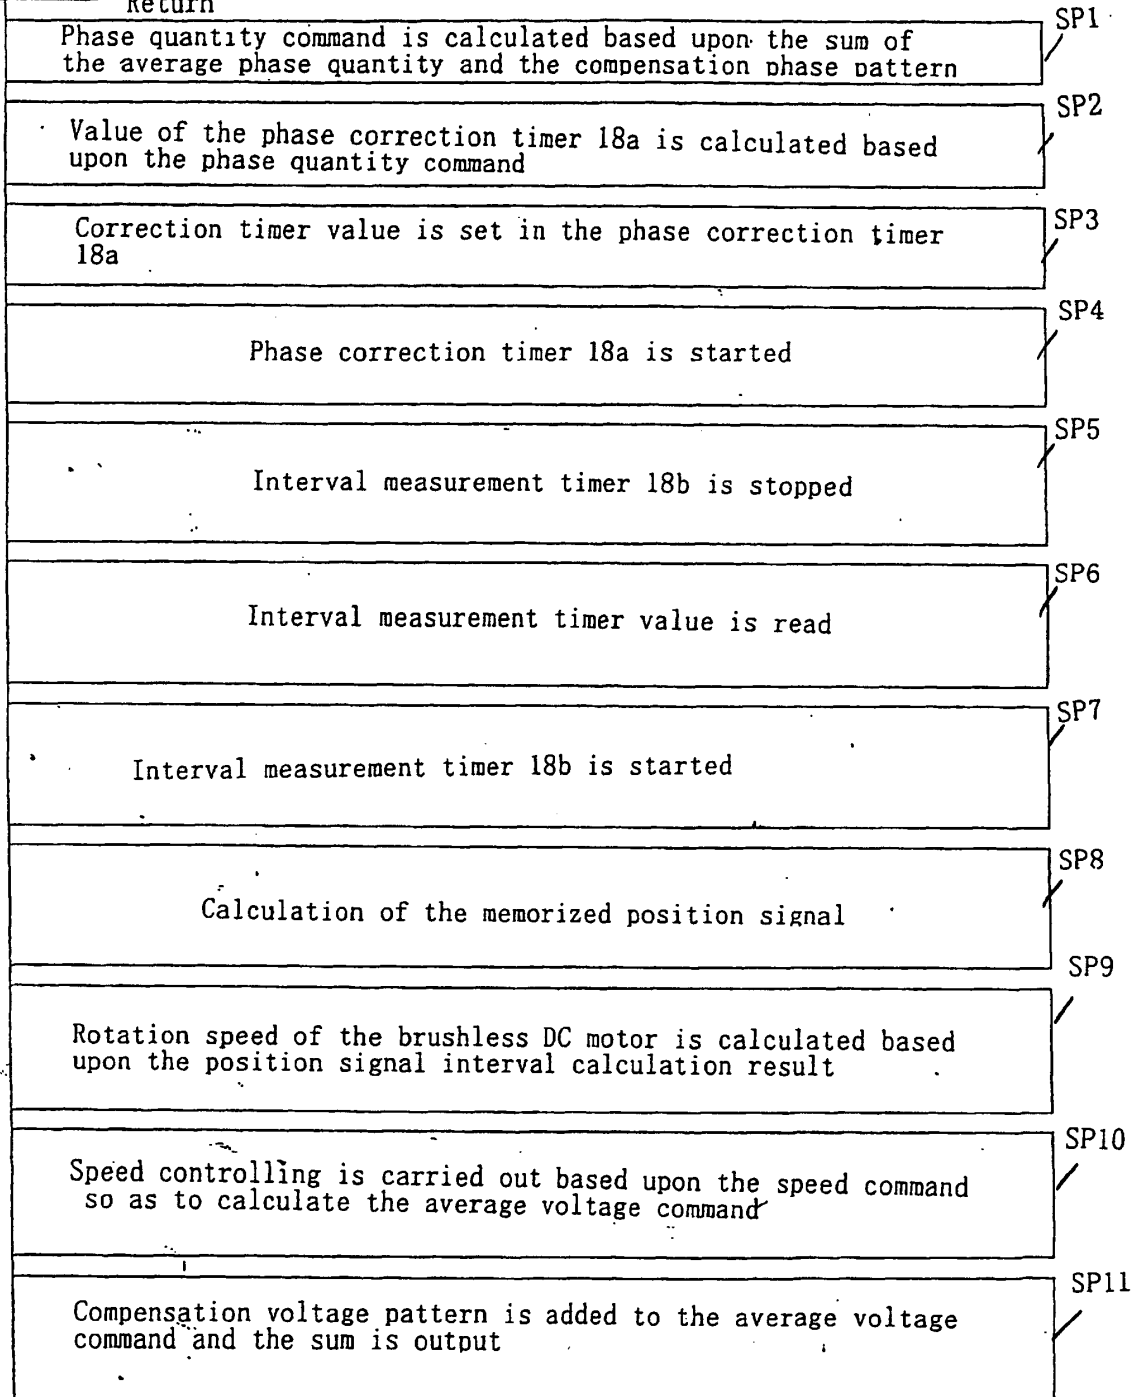 Return
SP1
Phase quantity command is calculated based upon the sum of
the average phase quantity and the compensation phase pattern
SP2
Value of the phase correction timer 18a is calculated based
upon the phase quantity command
SP3
Correction timer value is set in the phase correction timer
18a
SP4
Phase correction timer 18a is started
SP5
Interval measurement timer 18b is stopped
SP6
Interval measurement timer value is read
SP7
Interval measurement timer 18b is started
SP8
Calculation of the memorized position signal
SP9
Rotation speed of the brushless DC motor is calculated based
upon the position signal interval calculation result
SP10
Speed controlling is carried out based upon the speed command
so as to calculate the average voltage command
SP11
Compensation voltage pattern is added to the average voltage
command and the sum is output